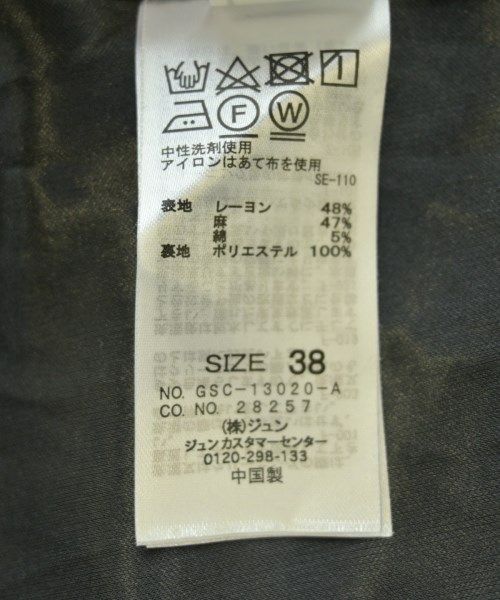 F W
中性洗剤使用
アイロンはあて布を使用
SE-110
表地 レーヨン 48%
麻 47%
綿 5%
裏地 ポリエステル 100%
SIZE 38
NO. GSC-13020-A
CO. NO. 28257
(株)ジュン
ジュンカスタマーセンター
0120-298-133
中国製